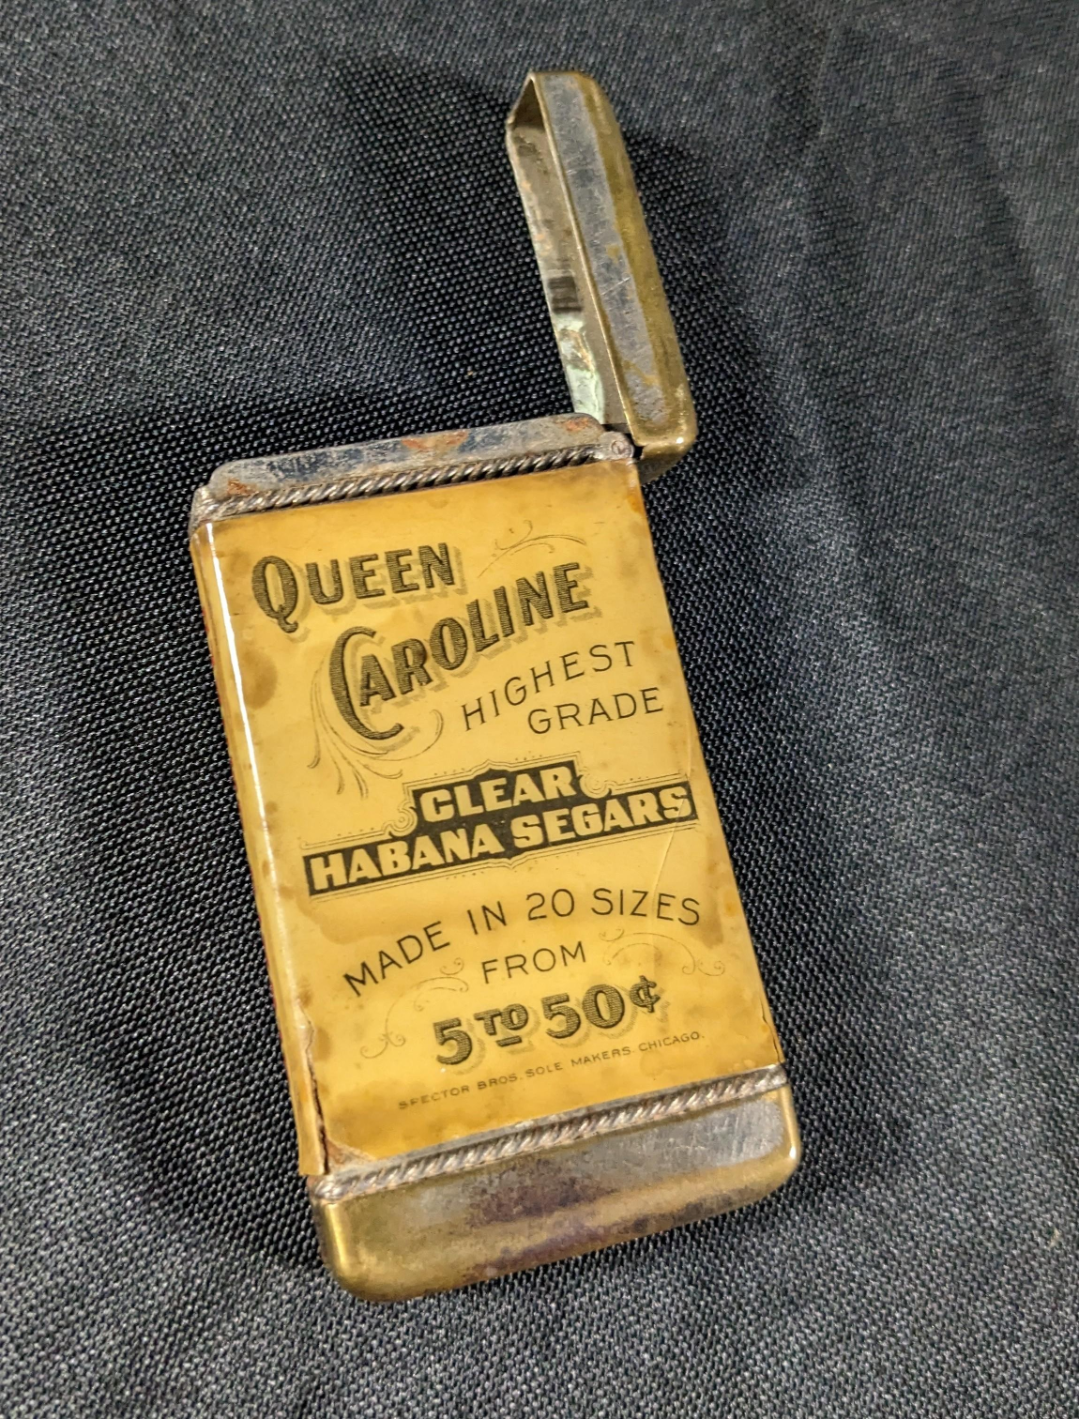 QUEEN
CAROLINE
HIGHEST
GRADE
CLEAR
HABANA SEGARS
MADE IN 20 SIZES
FROM
5 TO 50¢
SPECTOR BROS. SOLE MAKERS. CHICAGO.